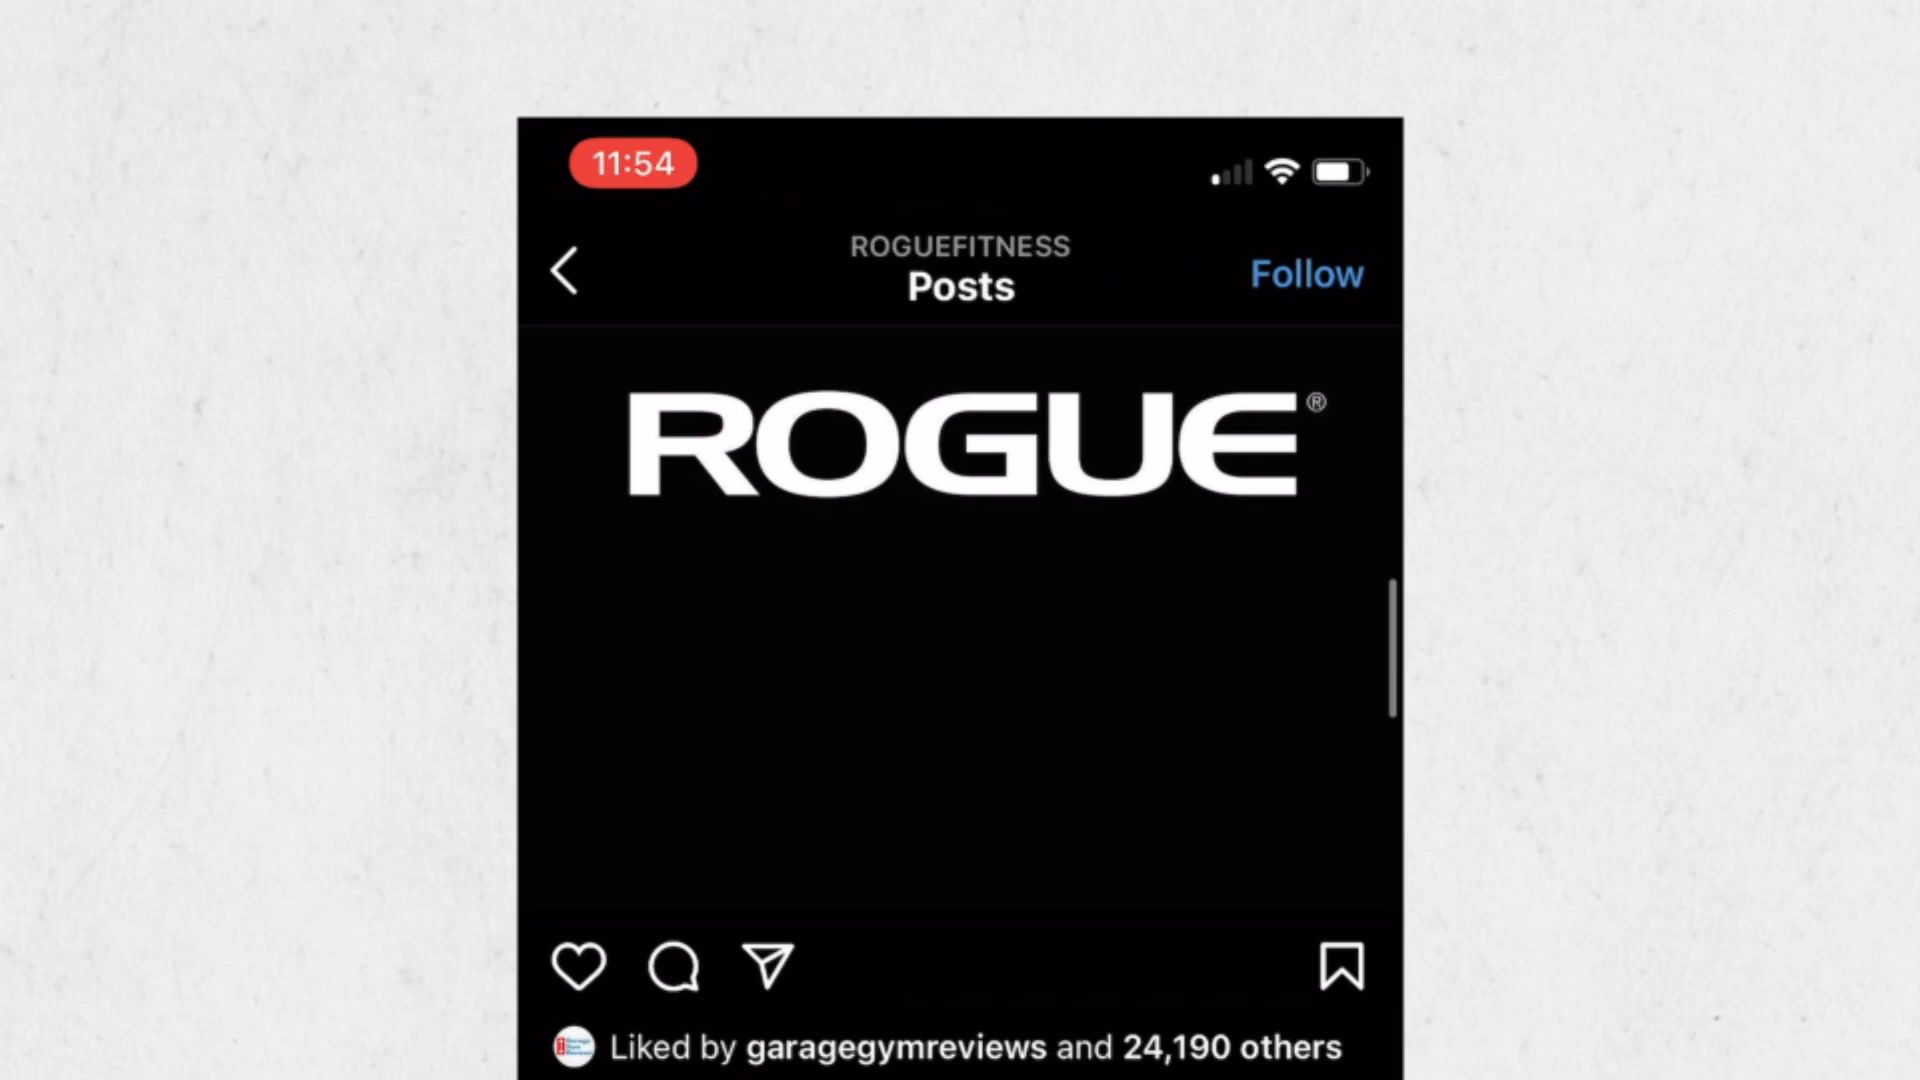 11:54
ROGUEFITNESS
Posts
Follow
ROGUE®
Liked by garagegymreviews and 24,190 others